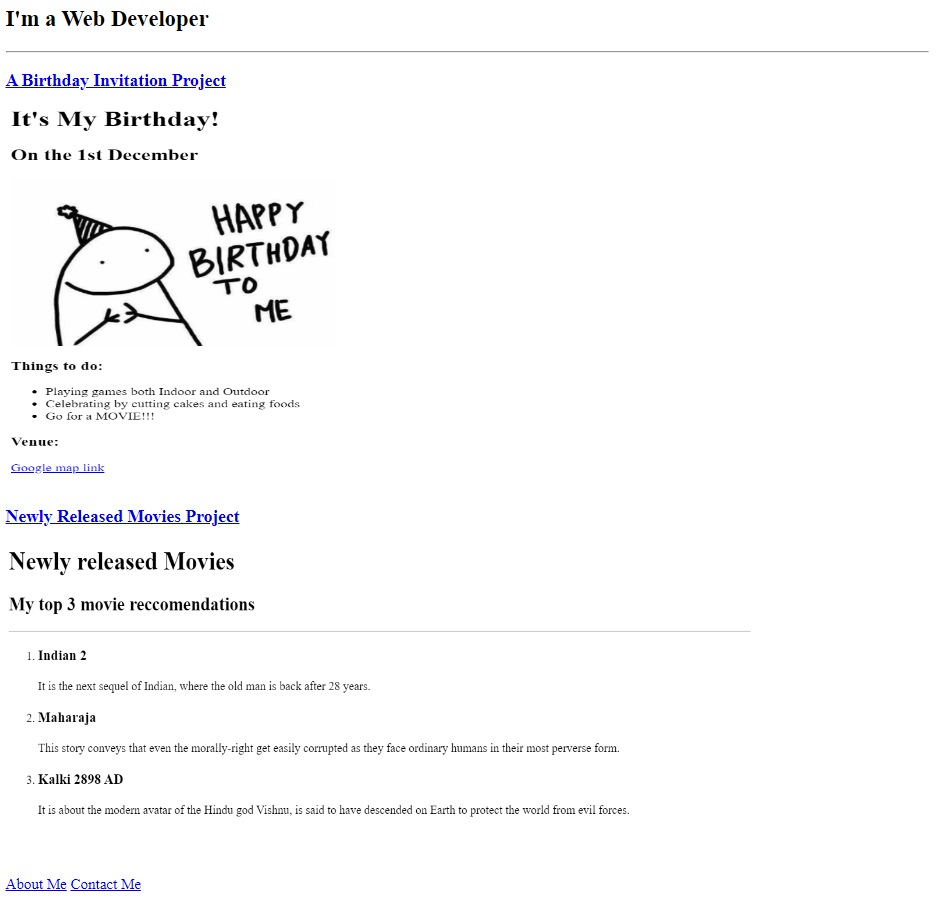 I'm a Web Developer
A Birthday Invitation Project
It's My Birthday!
On the 1st December
HAPPY
BIRTHDAY
TO
ME
Things to do:
• Playing games both Indoor and Outdoor
• Celebrating by cutting cakes and eating foods
• Go for a MOVIE!!!
Venue:
Google map link
Newly Released Movies Project
Newly released Movies
My top 3 movie reccomendations
1. Indian 2
It is the next sequel of Indian, where the old man is back after 28 years.
2. Maharaja
This story conveys that even the morally-right get easily corrupted as they face ordinary humans in their most perverse form.
3. Kalki 2898 AD
It is about the modern avatar of the Hindu god Vishnu, is said to have descended on Earth to protect the world from evil forces.
About Me Contact Me